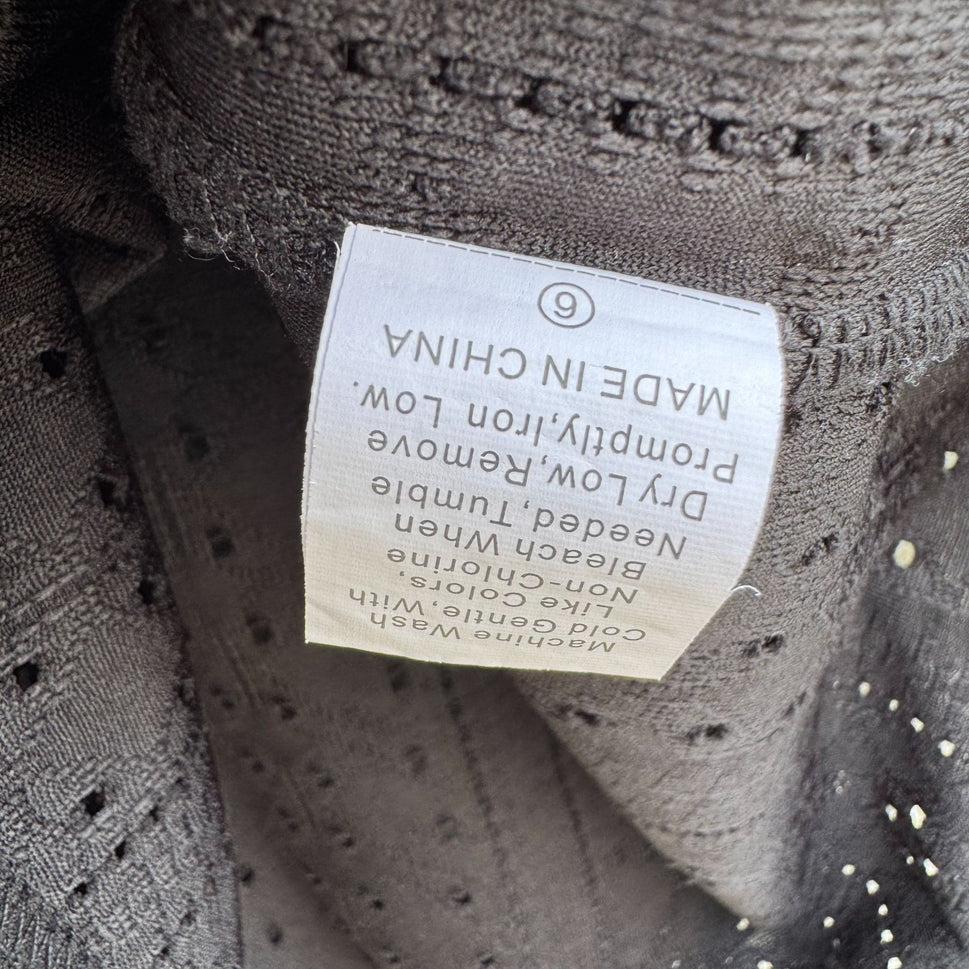 Machine Wash
Cold Gentle,With
Like Colors,
Non-Chlorine
Bleach When
Needed,Tumble
Dry Low,Remove
Promptly,Iron Low.
MADE IN CHINA